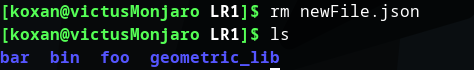 [koxan@victusMonjaro LR1]$ rm newFile.json
[koxan@victusMonjaro LR1]$ ls
bar  bin  foo  geometric_lib